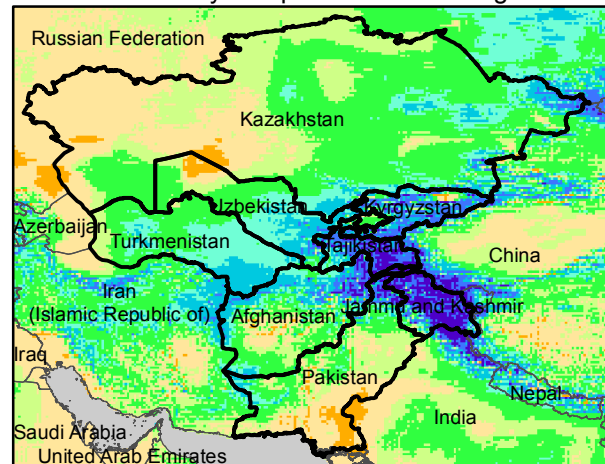 Russian Federation
Kazakhstan
Izbekistan
Kyrgyzstan
Azerbaijan
Turkmenistan
Tajikistan
China
Iran
(Islamic Republic of)
Afghanistan
Jammu and Kashmir
Iraq
Pakistan
Nepal
India
Saudi Arabia
United Arab Emirates